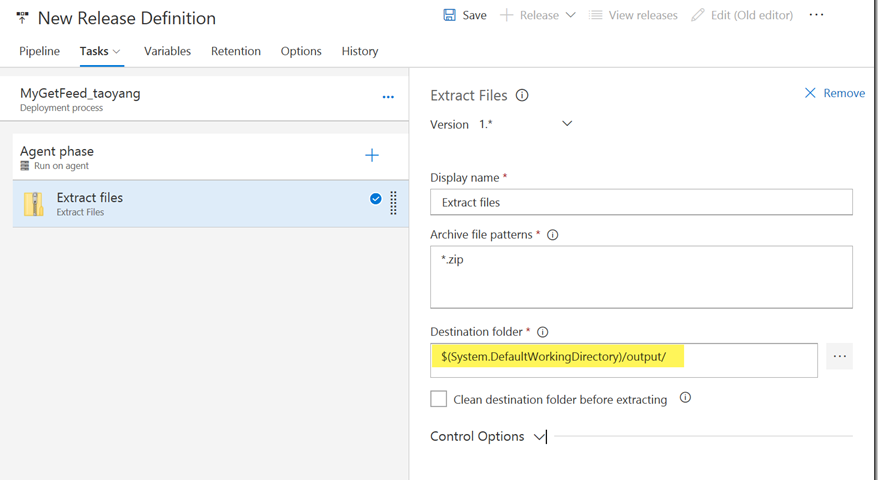 New Release Definition
Save
Release
View releases
Edit (Old editor)
...
Pipeline
Tasks
Variables
Retention
Options
History
MyGetFeed_taoyang
Deployment process
...
Agent phase
Run on agent
Extract files
Extract Files
Extract Files
Remove
Version 1.*
Display name *
Extract files
Archive file patterns *
*.zip
Destination folder *
$(System.DefaultWorkingDirectory)/output/
...
Clean destination folder before extracting
Control Options